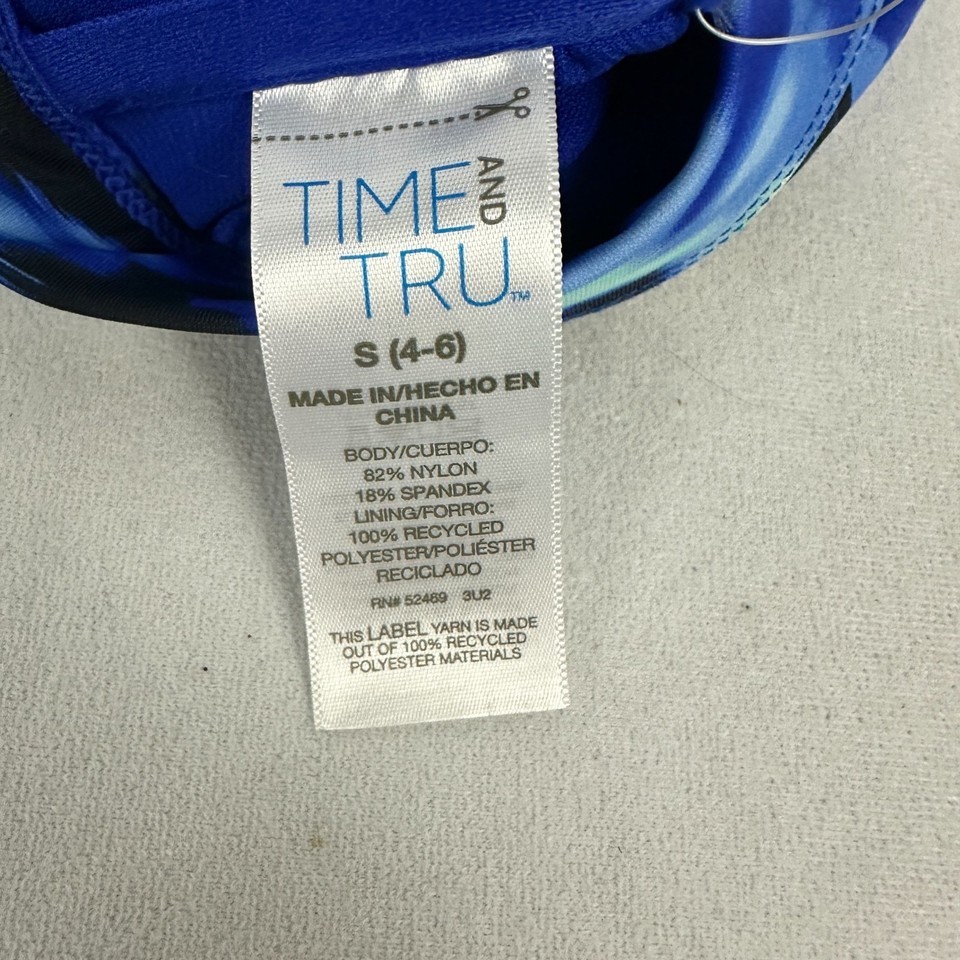 TIME AND
TRU™
S (4-6)
MADE IN/HECHO EN
CHINA
BODY/CUERPO:
82% NYLON
18% SPANDEX
LINING/FORRO:
100% RECYCLED
POLYESTER/POLIÉSTER
RECICLADO
RN# 52469 3U2
THIS LABEL YARN IS MADE
OUT OF 100% RECYCLED
POLYESTER MATERIALS